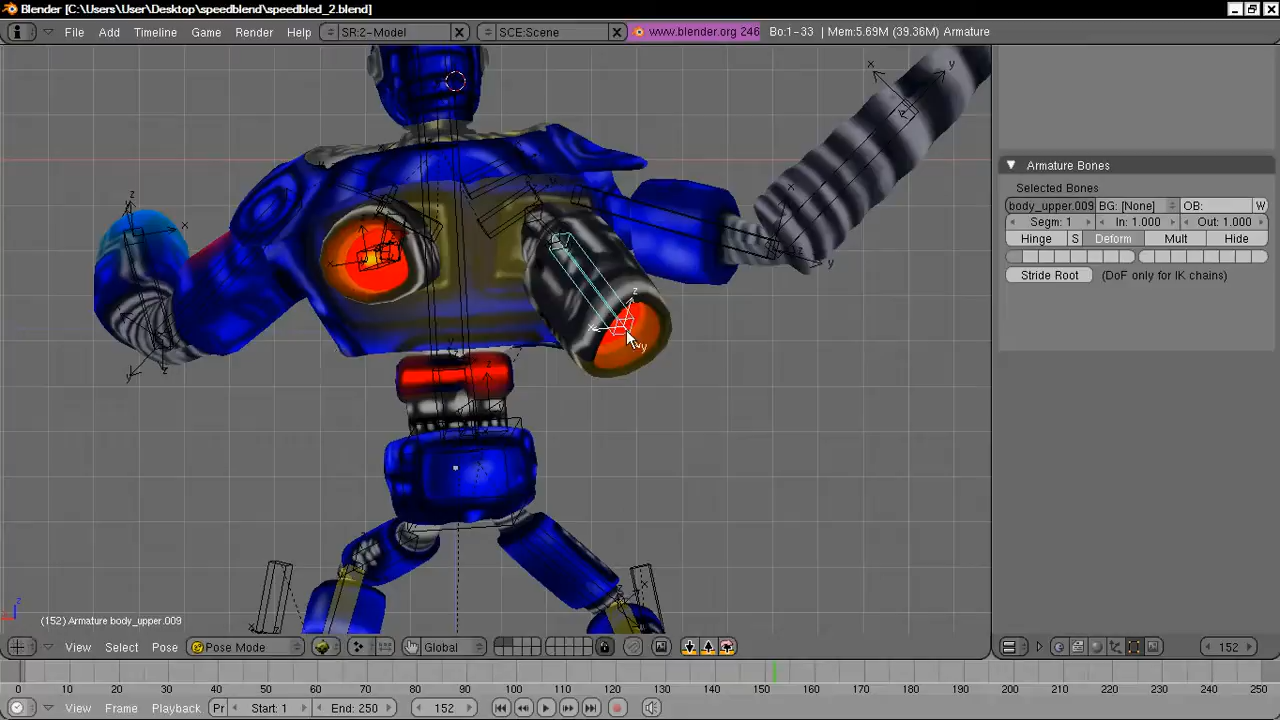 Blender [C:\Users\User\Desktop\speedblend\speedbled_2.blend]
File Add Timeline Game Render Help SR:2-Model SCE:Scene www.blender.org 246 Bo:1-33 | Mem:5.69M (39.36M) Armature
Armature Bones
Selected Bones
body_upper.009 BG: [None] OB: W
Segm: 1 In: 1.000 Out: 1.000
Hinge S Deform Mult Hide
Stride Root (DoF only for IK chains)
x y
z
y x
x
y
z
y z
x y
z
x
y
z
(152) Armature body_upper.009
View Select Pose Pose Mode Global 152
0 10 20 30 40 50 60 70 80 90 100 110 120 130 140 150 160 170 180 190 200 210 220 230 240 250
View Frame Playback Pr Start: 1 End: 250 152